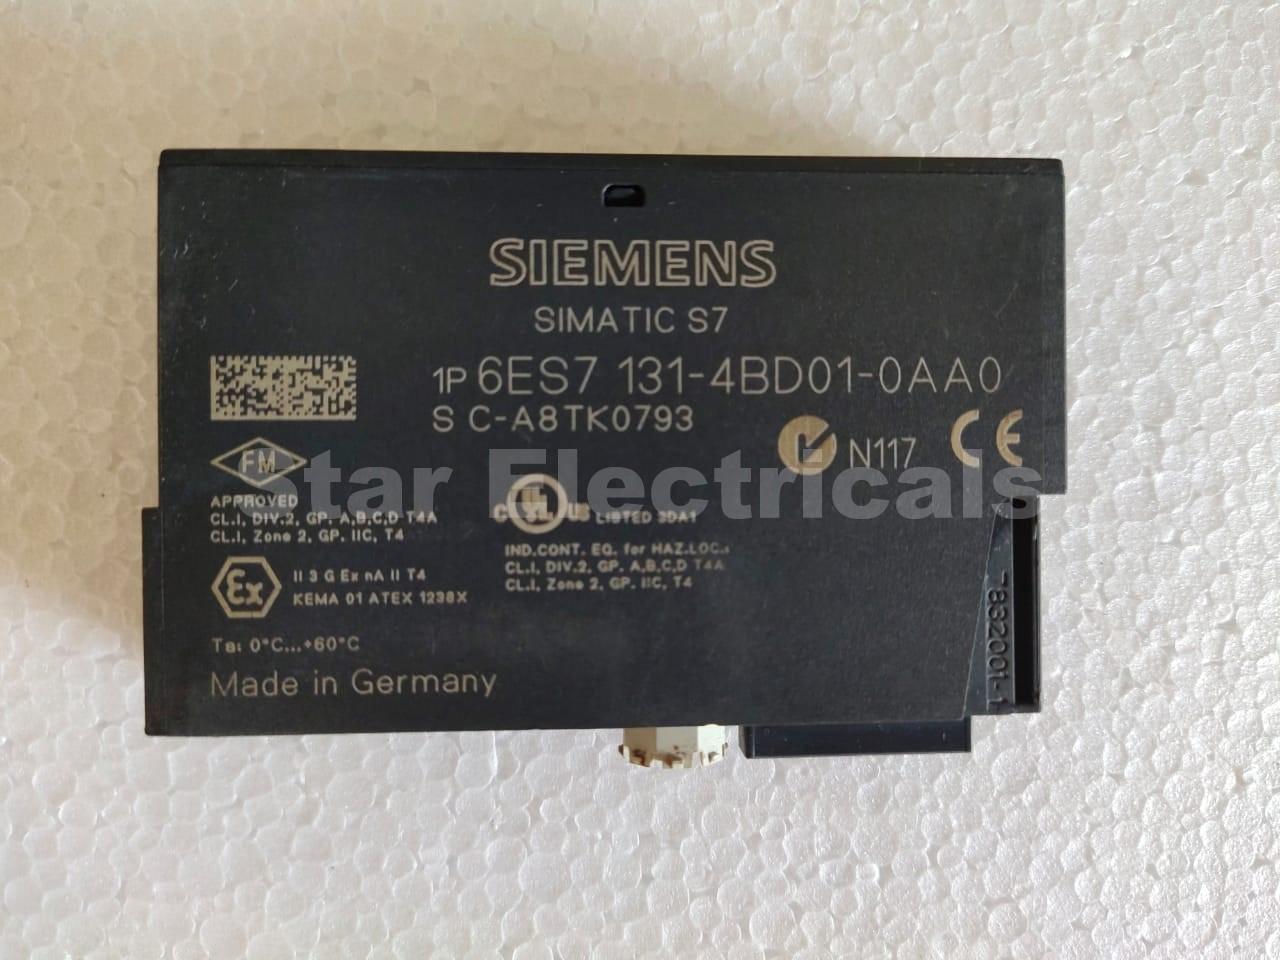 SIEMENS
SIMATIC S7
1P 6ES7 131-4BD01-0AA0
S C-A8TK0793
N117 CE
FM
Star Electricals
APPROVED
CL.I, DIV.2, GP. A,B,C,D T4A
CL.I, Zone 2, GP. IIC, T4
C UL US LISTED 3DA1
IND.CONT. EQ. for HAZ.LOC.:
CL.I, DIV.2, GP. A,B,C,D T4A
CL.I, Zone 2, GP. IIC, T4
Ex
II 3 G Ex nA II T4
KEMA 01 ATEX 1238X
Ta: 0°C...+60°C
Made in Germany